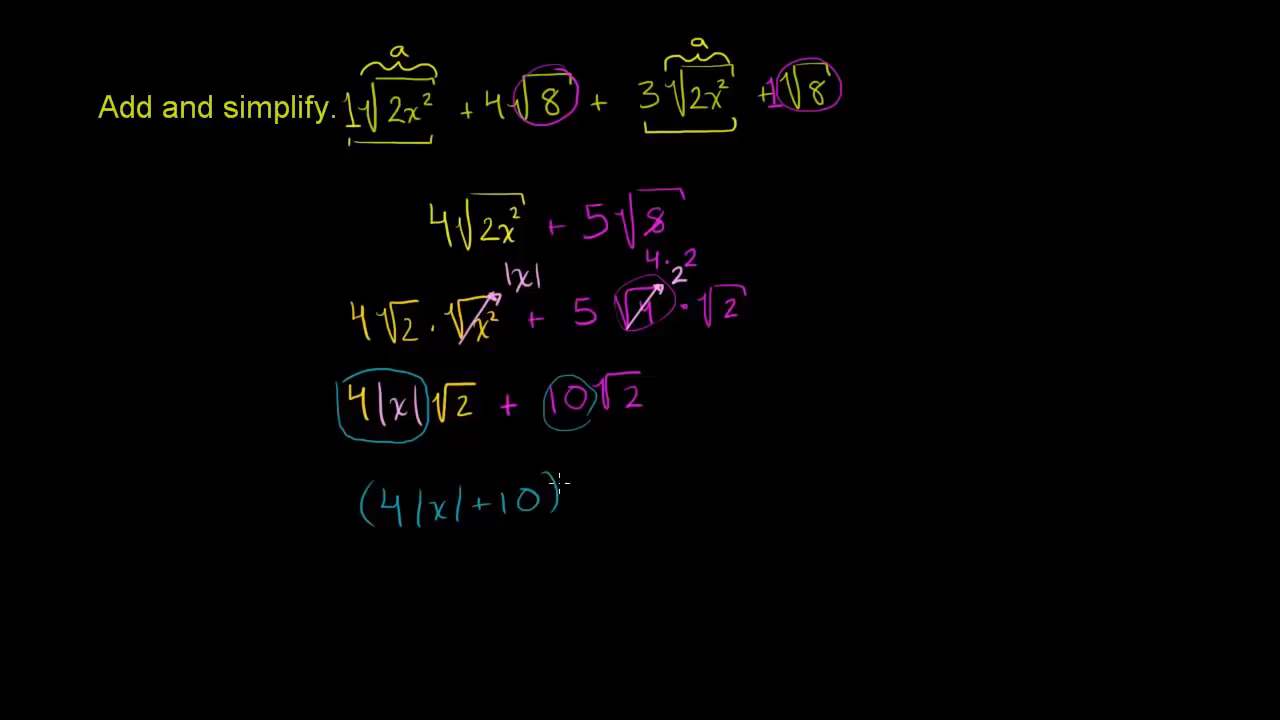 a a
Add and simplify. 1√2x² + 4√8 + 3√2x² + 1√8
4√2x² + 5√8
4 · 2
|x| 2
4√2 · √x² + 5 √4 · √2
4|x|√2 + 10√2
(4|x|+10)